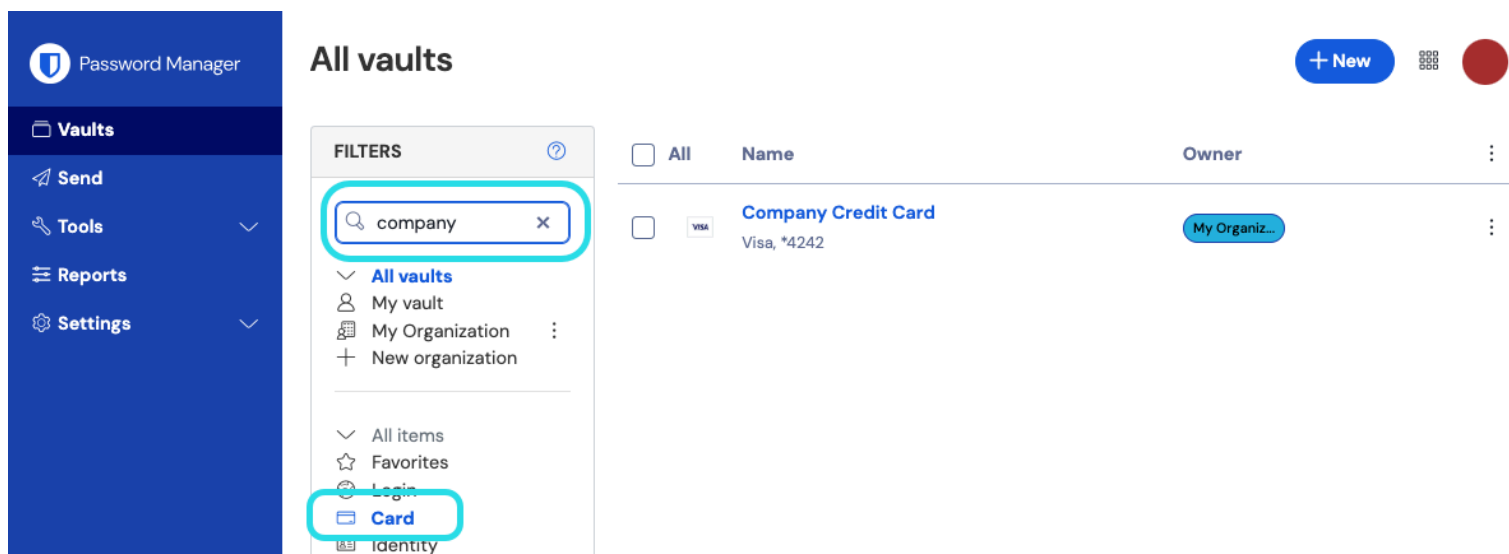 Password Manager
Vaults
Send
Tools
Reports
Settings
All vaults
New
FILTERS
company
All vaults
My vault
My Organization
New organization
All items
Favorites
Login
Card
Identity
All Name Owner
VISA
Company Credit Card
Visa, *4242
My Organiz...